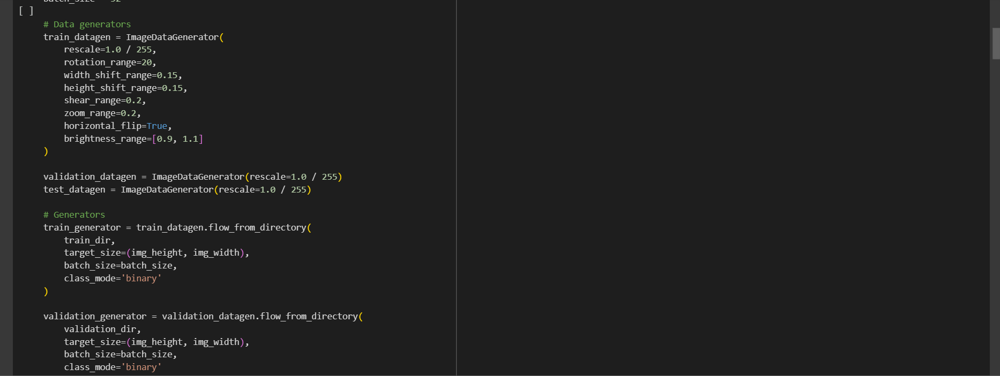 batch_size = 32
[ ]
# Data generators
train_datagen = ImageDataGenerator(
    rescale=1.0 / 255,
    rotation_range=20,
    width_shift_range=0.15,
    height_shift_range=0.15,
    shear_range=0.2,
    zoom_range=0.2,
    horizontal_flip=True,
    brightness_range=[0.9, 1.1]
)

validation_datagen = ImageDataGenerator(rescale=1.0 / 255)
test_datagen = ImageDataGenerator(rescale=1.0 / 255)

# Generators
train_generator = train_datagen.flow_from_directory(
    train_dir,
    target_size=(img_height, img_width),
    batch_size=batch_size,
    class_mode='binary'
)

validation_generator = validation_datagen.flow_from_directory(
    validation_dir,
    target_size=(img_height, img_width),
    batch_size=batch_size,
    class_mode='binary'